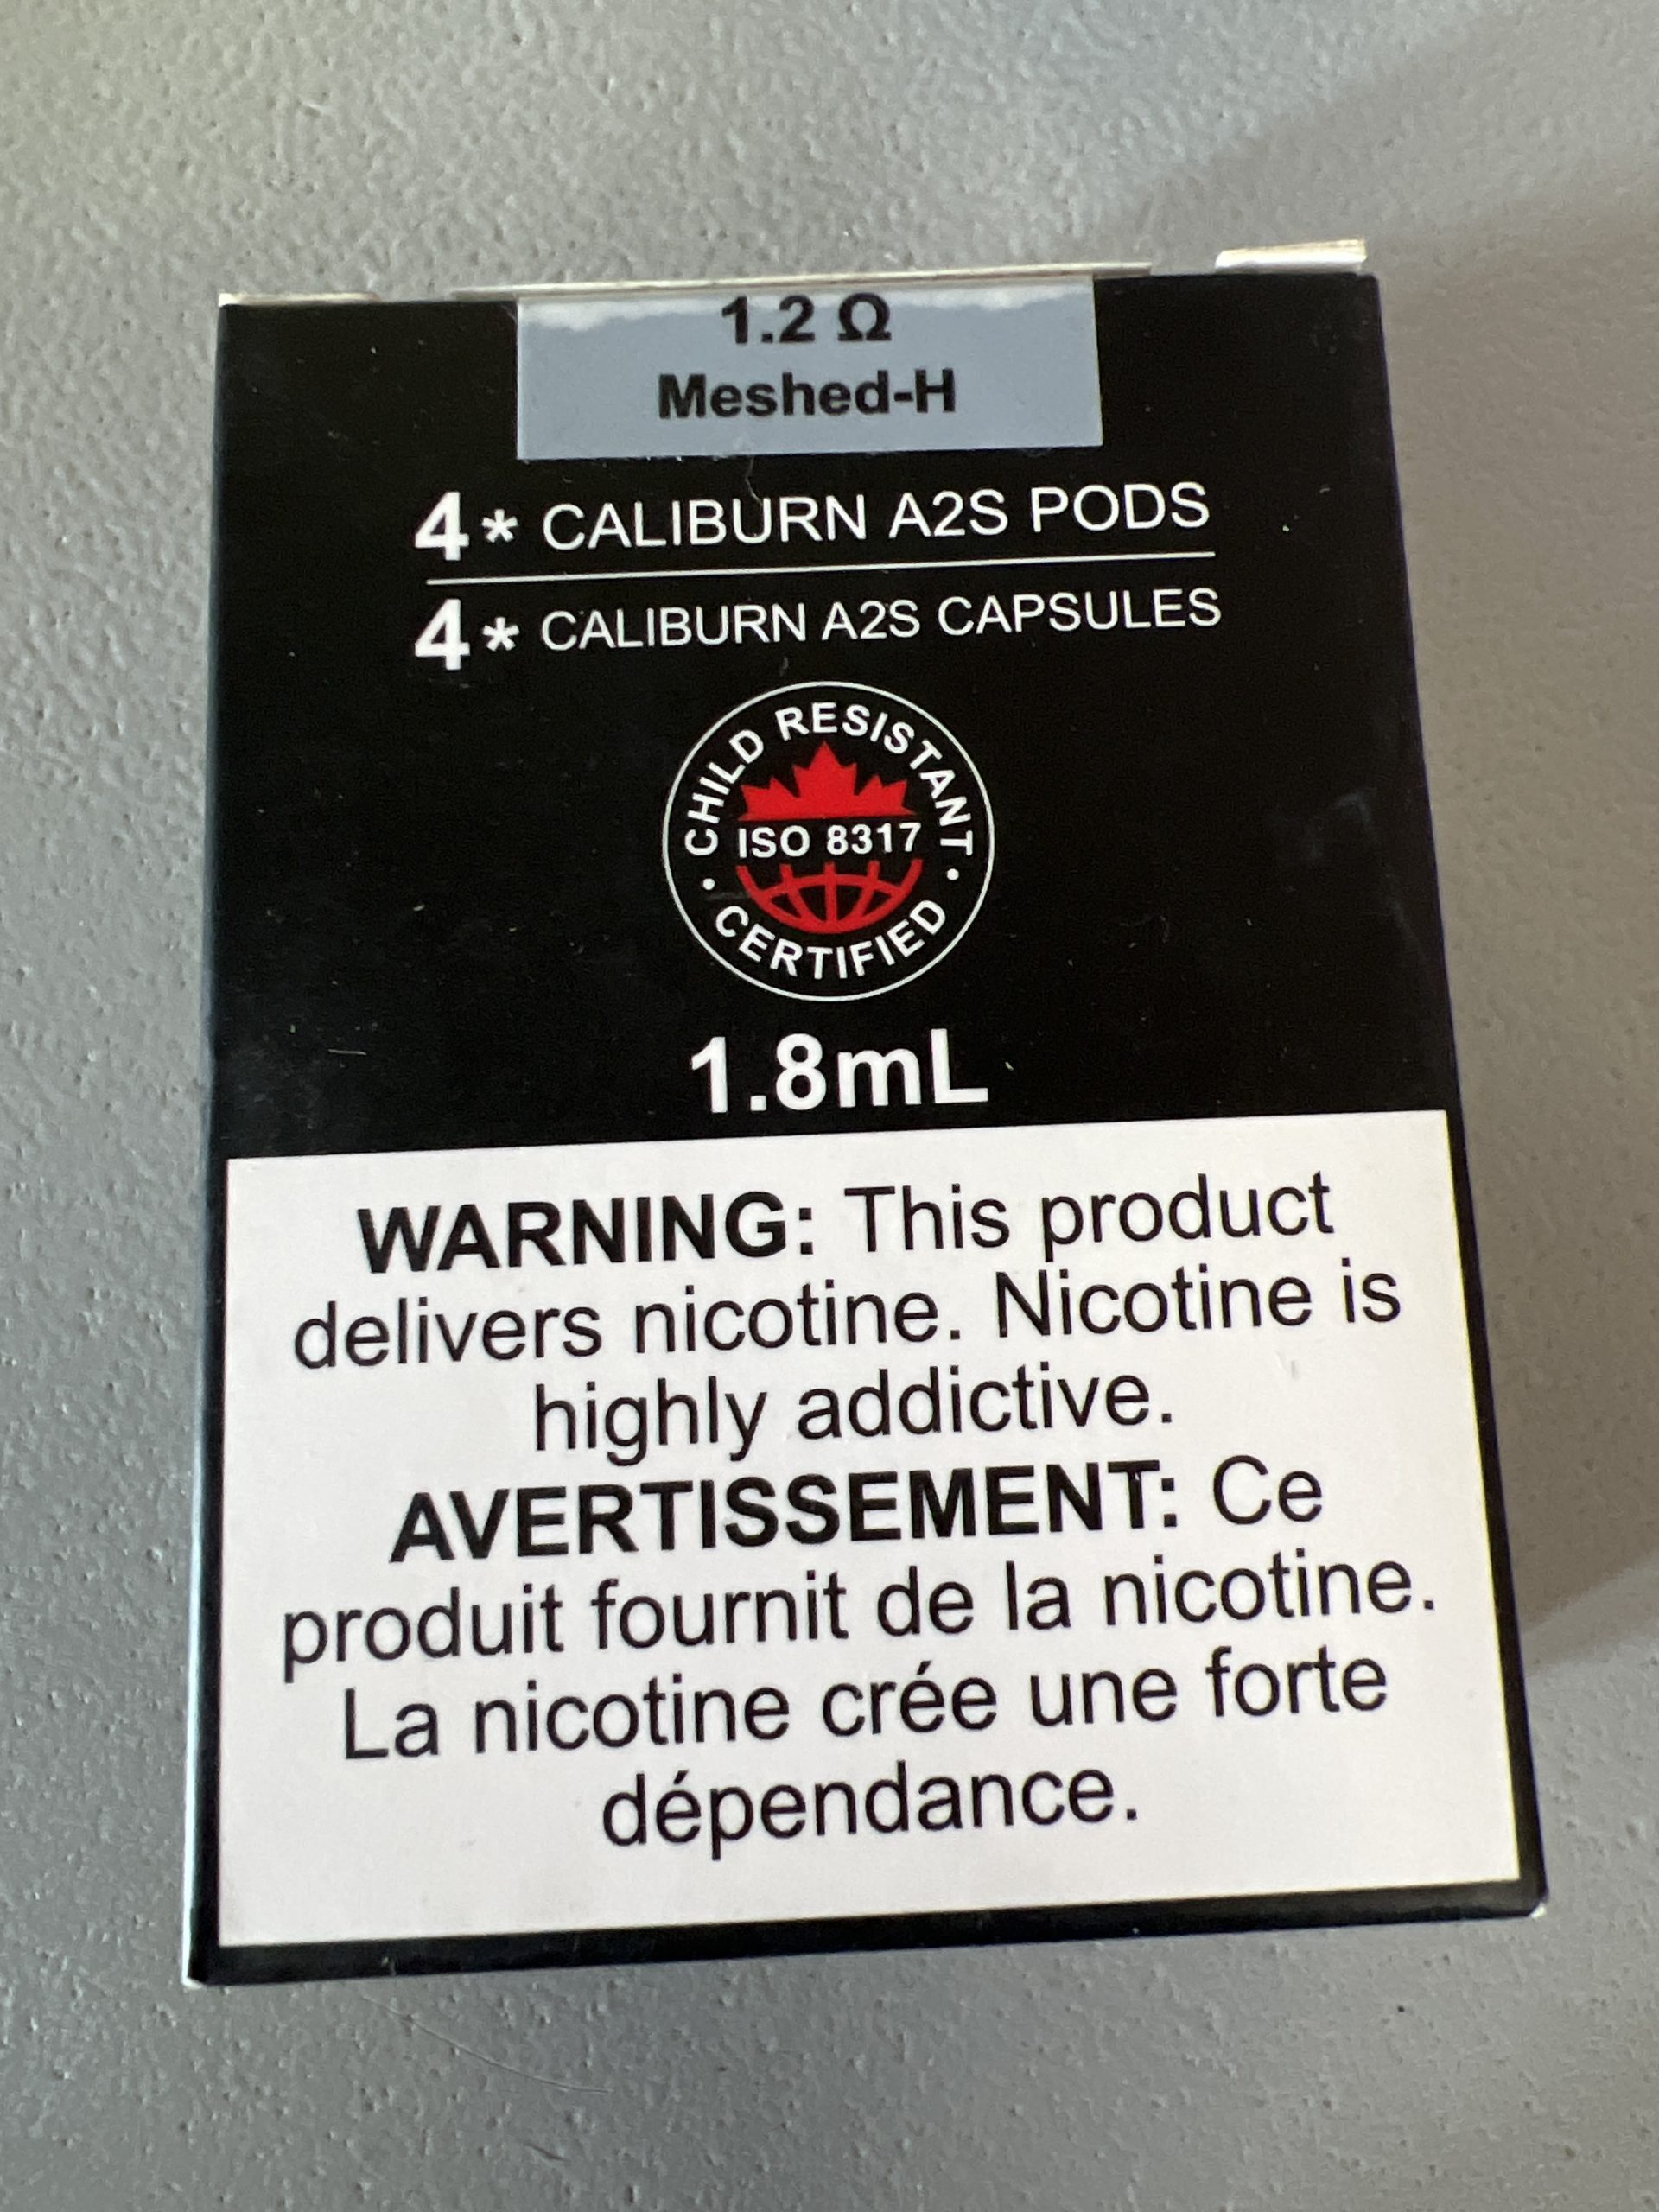 1.2 Ω
Meshed-H
4* CALIBURN A2S PODS
4* CALIBURN A2S CAPSULES
CHILD RESISTANT
ISO 8317
• CERTIFIED •
1.8mL
WARNING: This product
delivers nicotine. Nicotine is
highly addictive.
AVERTISSEMENT: Ce
produit fournit de la nicotine.
La nicotine crée une forte
dépendance.